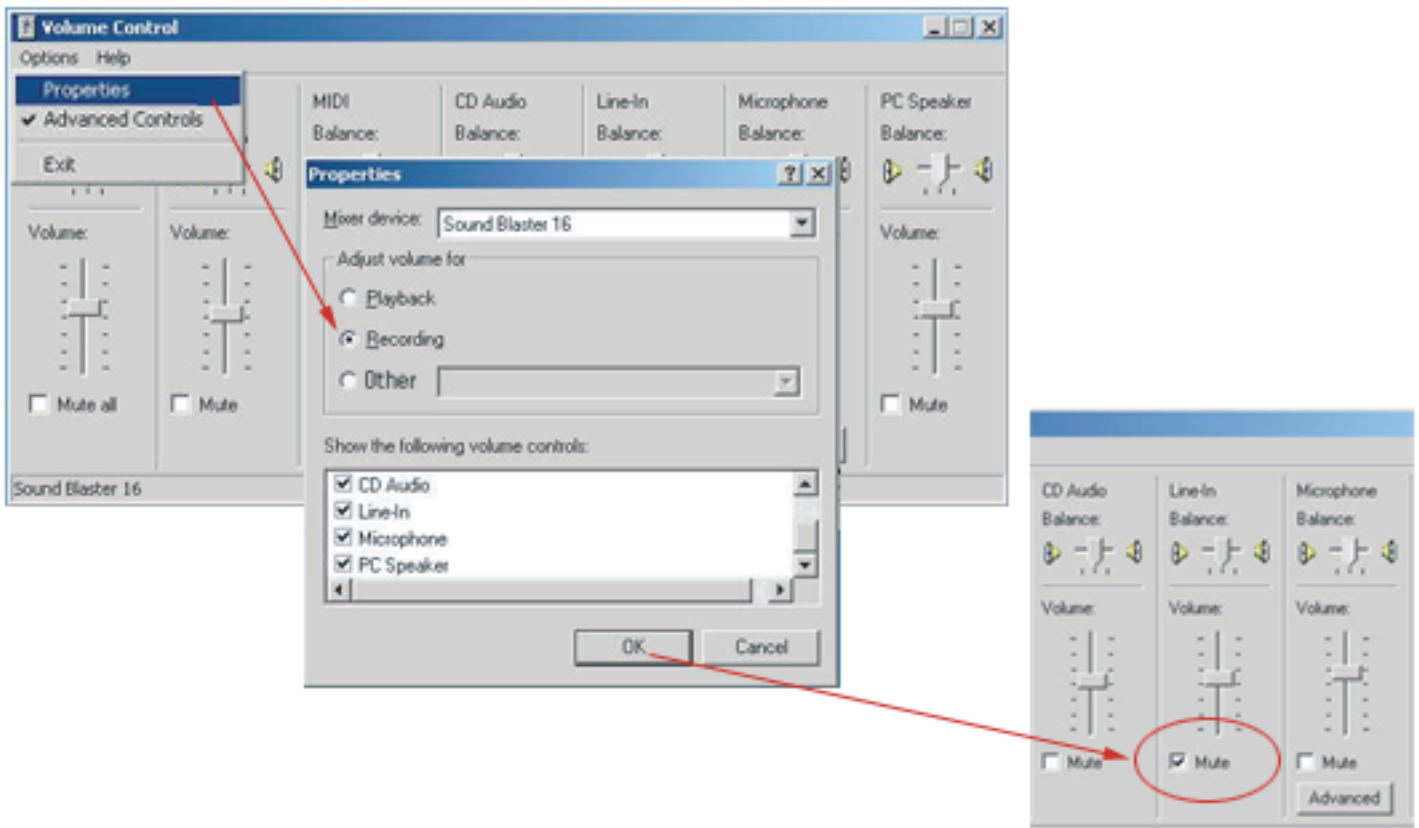 Volume Control
Options Help
Properties
Advanced Controls
Exit
MIDI
Balance:
CD Audio
Balance:
Line-In
Balance:
Microphone
Balance:
PC Speaker
Balance:
Volume:
Mute all
Volume:
Mute
Volume:
Mute
Sound Blaster 16
Properties
Mixer device: Sound Blaster 16
Adjust volume for
Playback
Recording
Other
Show the following volume controls:
CD Audio
Line-In
Microphone
PC Speaker
OK Cancel
CD Audio
Balance:
Volume:
Mute
Line-In
Balance:
Volume:
Mute
Microphone
Balance:
Volume:
Mute
Advanced